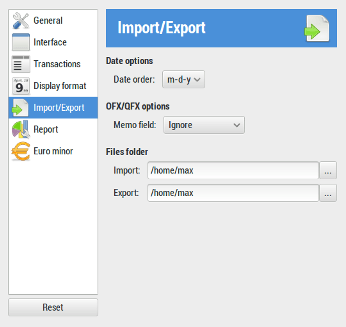 General
Interface
Transactions
Display format
Import/Export
Report
Euro minor
Reset
Import/Export
Date options
Date order: m-d-y
OFX/QFX options
Memo field: Ignore
Files folder
Import: /home/max ...
Export: /home/max ...